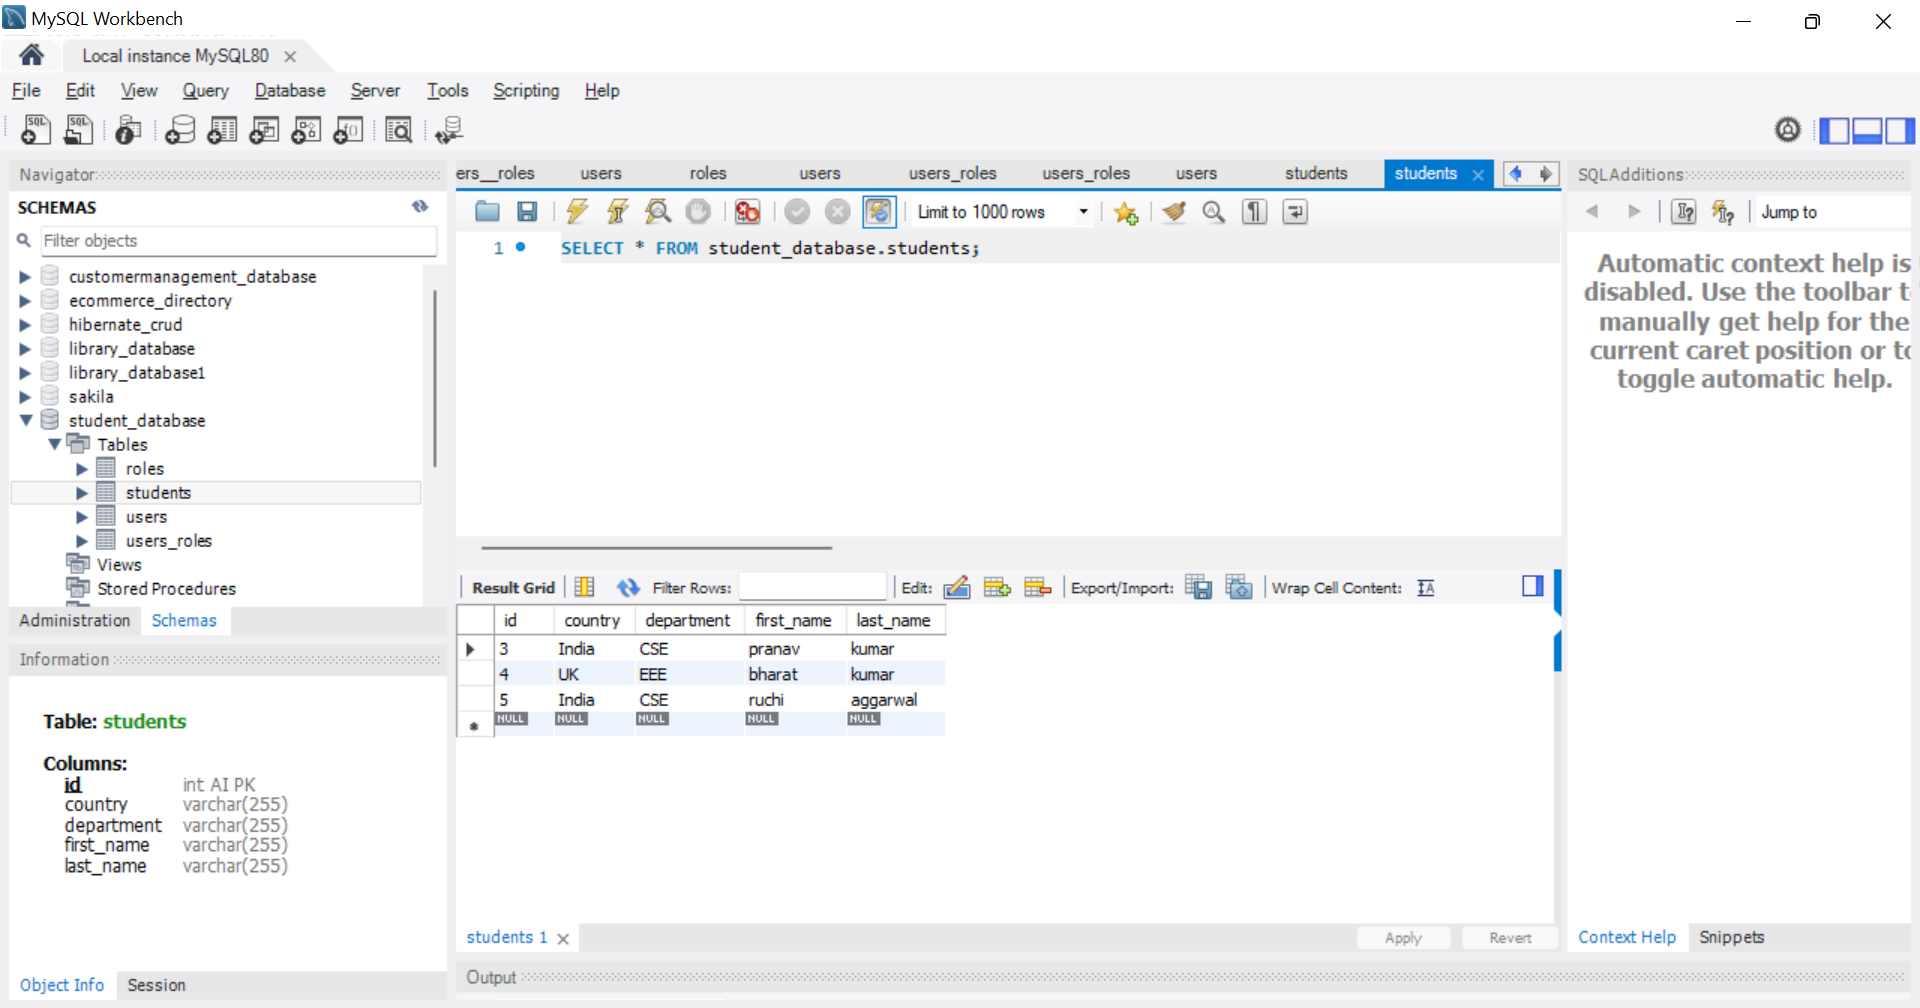 MySQL Workbench
Local instance MySQL80
File Edit View Query Database Server Tools Scripting Help
Navigator
SCHEMAS
Filter objects
customermanagement_database
ecommerce_directory
hibernate_crud
library_database
library_database1
sakila
student_database
Tables
roles
students
users
users_roles
Views
Stored Procedures
Administration Schemas
Information
Table: students
Columns:
id int AI PK
country varchar(255)
department varchar(255)
first_name varchar(255)
last_name varchar(255)
Object Info Session
ers__roles users roles users users_roles users_roles users students students
Limit to 1000 rows
1 SELECT * FROM student_database.students;
Result Grid Filter Rows: Edit: Export/Import: Wrap Cell Content:
id country department first_name last_name
3 India CSE pranav kumar
4 UK EEE bharat kumar
5 India CSE ruchi aggarwal
NULL NULL NULL NULL NULL
students 1
Apply Revert
Output
SQLAdditions
Jump to
Automatic context help is
disabled. Use the toolbar t
manually get help for the
current caret position or to
toggle automatic help.
Context Help Snippets